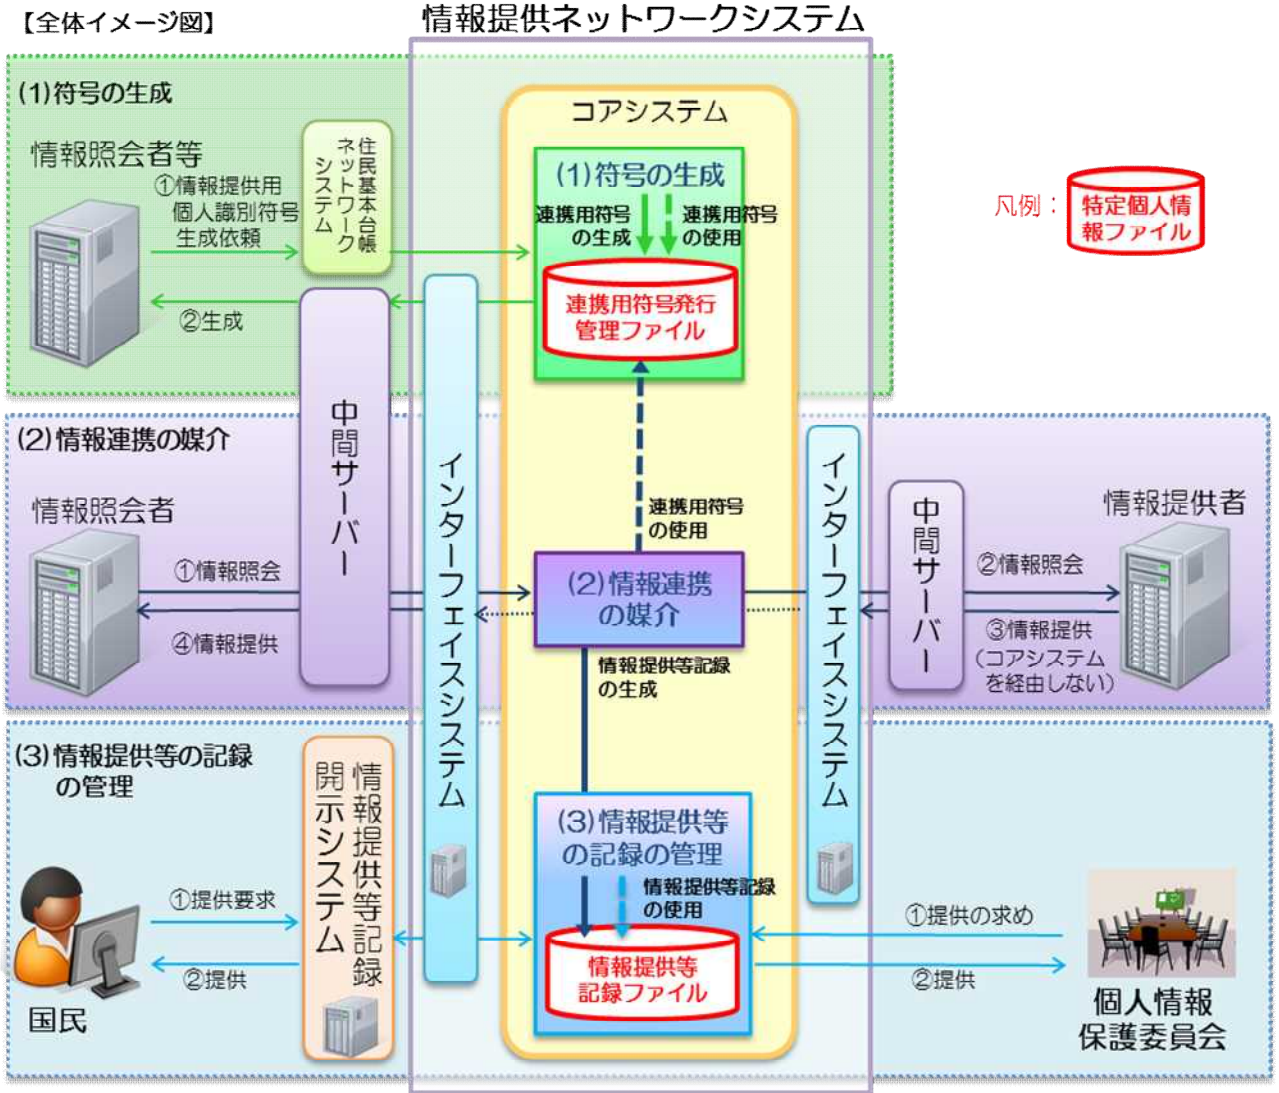 【全体イメージ図】
情報提供ネットワークシステム
(1)符号の生成
コアシステム
情報照会者等
住民基本台帳
ネットワーク
システム
①情報提供用
個人識別符号
生成依頼
②生成
(1)符号の生成
連携用符号
の生成
連携用符号
の使用
連携用符号発行
管理ファイル
凡例：
特定個人情
報ファイル
(2)情報連携の媒介
情報照会者
①情報照会
④情報提供
中間サーバー
インターフェイスシステム
連携用符号
の使用
(2)情報連携
の媒介
情報提供等記録
の生成
インターフェイスシステム
中間サーバー
情報提供者
②情報照会
③情報提供
(コアシステム
を経由しない)
(3)情報提供等の記録
の管理
情報提供等記録
開示システム
①提供要求
②提供
国民
(3)情報提供等
の記録の管理
情報提供等記録
の使用
情報提供等
記録ファイル
①提供の求め
②提供
個人情報
保護委員会